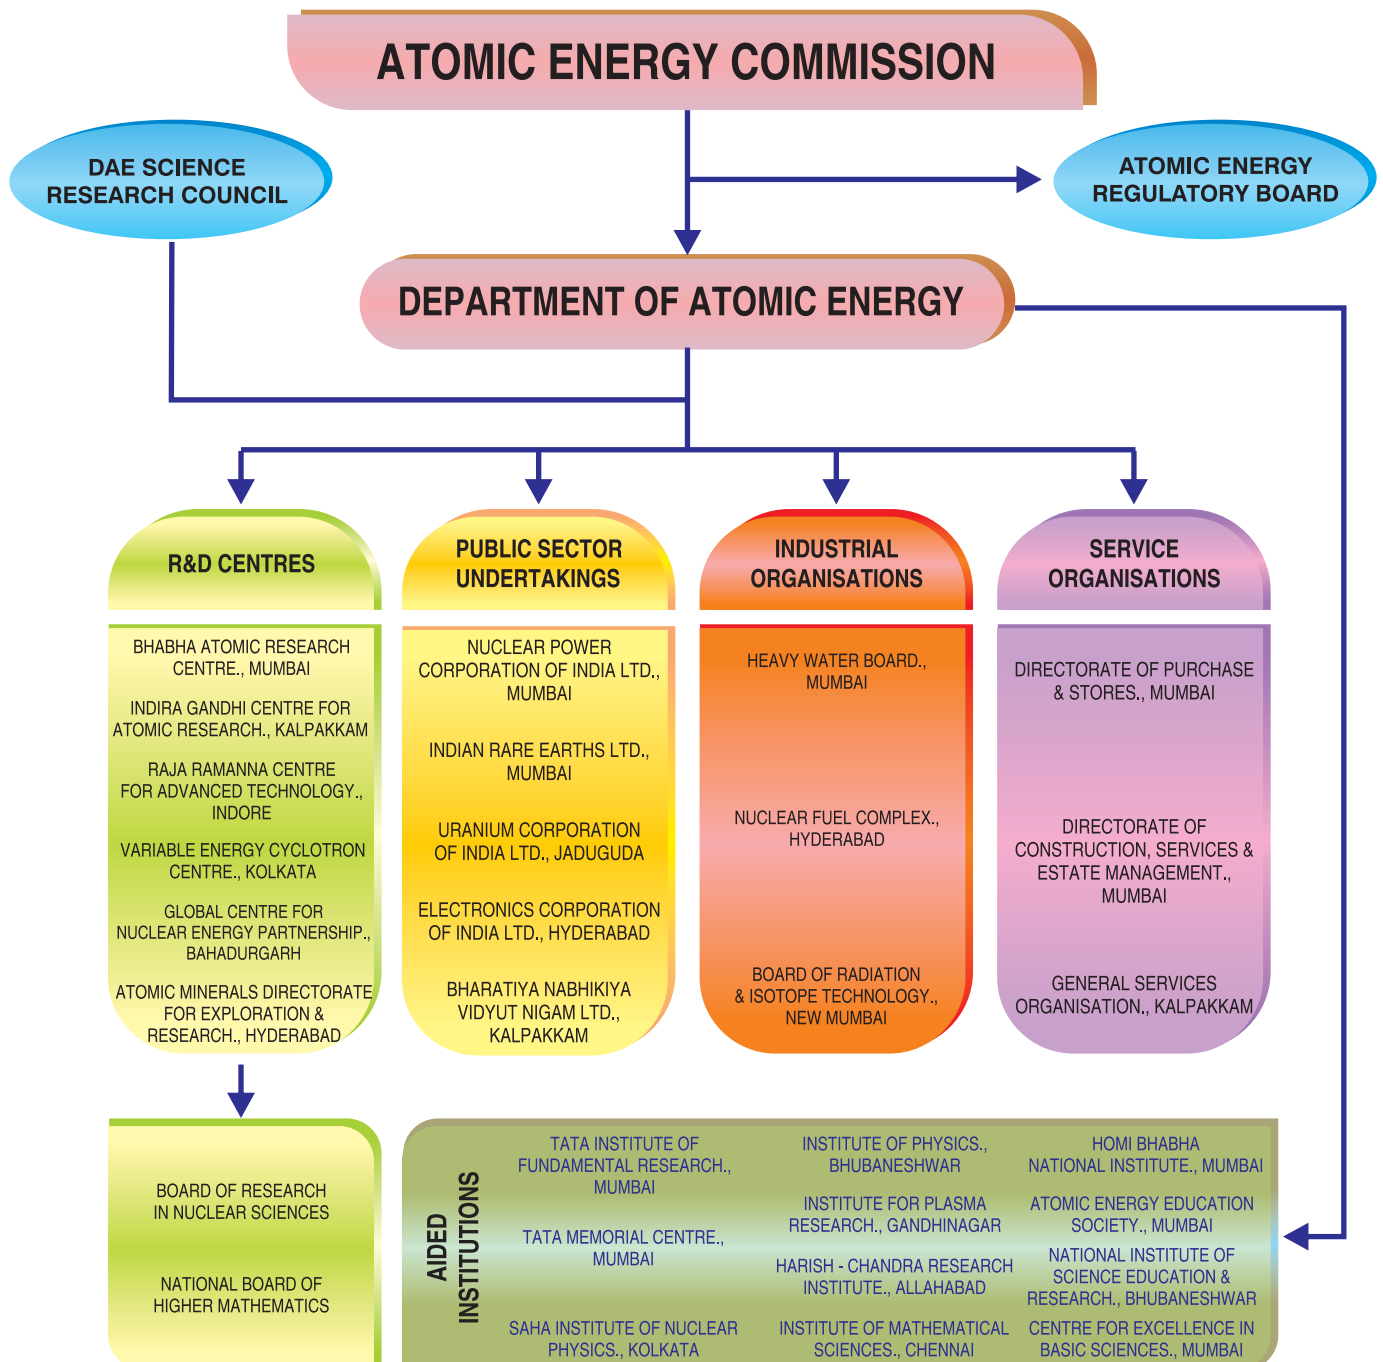 ATOMIC ENERGY COMMISSION
DAE SCIENCE
RESEARCH COUNCIL
ATOMIC ENERGY
REGULATORY BOARD
DEPARTMENT OF ATOMIC ENERGY
R&D CENTRES
BHABHA ATOMIC RESEARCH
CENTRE., MUMBAI
INDIRA GANDHI CENTRE FOR
ATOMIC RESEARCH., KALPAKKAM
RAJA RAMANNA CENTRE
FOR ADVANCED TECHNOLOGY.,
INDORE
VARIABLE ENERGY CYCLOTRON
CENTRE., KOLKATA
GLOBAL CENTRE FOR
NUCLEAR ENERGY PARTNERSHIP.,
BAHADURGARH
ATOMIC MINERALS DIRECTORATE
FOR EXPLORATION &
RESEARCH., HYDERABAD
PUBLIC SECTOR
UNDERTAKINGS
NUCLEAR POWER
CORPORATION OF INDIA LTD.,
MUMBAI
INDIAN RARE EARTHS LTD.,
MUMBAI
URANIUM CORPORATION
OF INDIA LTD., JADUGUDA
ELECTRONICS CORPORATION
OF INDIA LTD., HYDERABAD
BHARATIYA NABHIKIYA
VIDYUT NIGAM LTD.,
KALPAKKAM
INDUSTRIAL
ORGANISATIONS
HEAVY WATER BOARD.,
MUMBAI
NUCLEAR FUEL COMPLEX.,
HYDERABAD
BOARD OF RADIATION
& ISOTOPE TECHNOLOGY.,
NEW MUMBAI
SERVICE
ORGANISATIONS
DIRECTORATE OF PURCHASE
& STORES., MUMBAI
DIRECTORATE OF
CONSTRUCTION, SERVICES &
ESTATE MANAGEMENT.,
MUMBAI
GENERAL SERVICES
ORGANISATION., KALPAKKAM
BOARD OF RESEARCH
IN NUCLEAR SCIENCES
NATIONAL BOARD OF
HIGHER MATHEMATICS
AIDED
INSTITUTIONS
TATA INSTITUTE OF
FUNDAMENTAL RESEARCH.,
MUMBAI
TATA MEMORIAL CENTRE.,
MUMBAI
SAHA INSTITUTE OF NUCLEAR
PHYSICS., KOLKATA
INSTITUTE OF PHYSICS.,
BHUBANESHWAR
INSTITUTE FOR PLASMA
RESEARCH., GANDHINAGAR
HARISH - CHANDRA RESEARCH
INSTITUTE., ALLAHABAD
INSTITUTE OF MATHEMATICAL
SCIENCES., CHENNAI
HOMI BHABHA
NATIONAL INSTITUTE., MUMBAI
ATOMIC ENERGY EDUCATION
SOCIETY., MUMBAI
NATIONAL INSTITUTE OF
SCIENCE EDUCATION &
RESEARCH., BHUBANESHWAR
CENTRE FOR EXCELLENCE IN
BASIC SCIENCES., MUMBAI